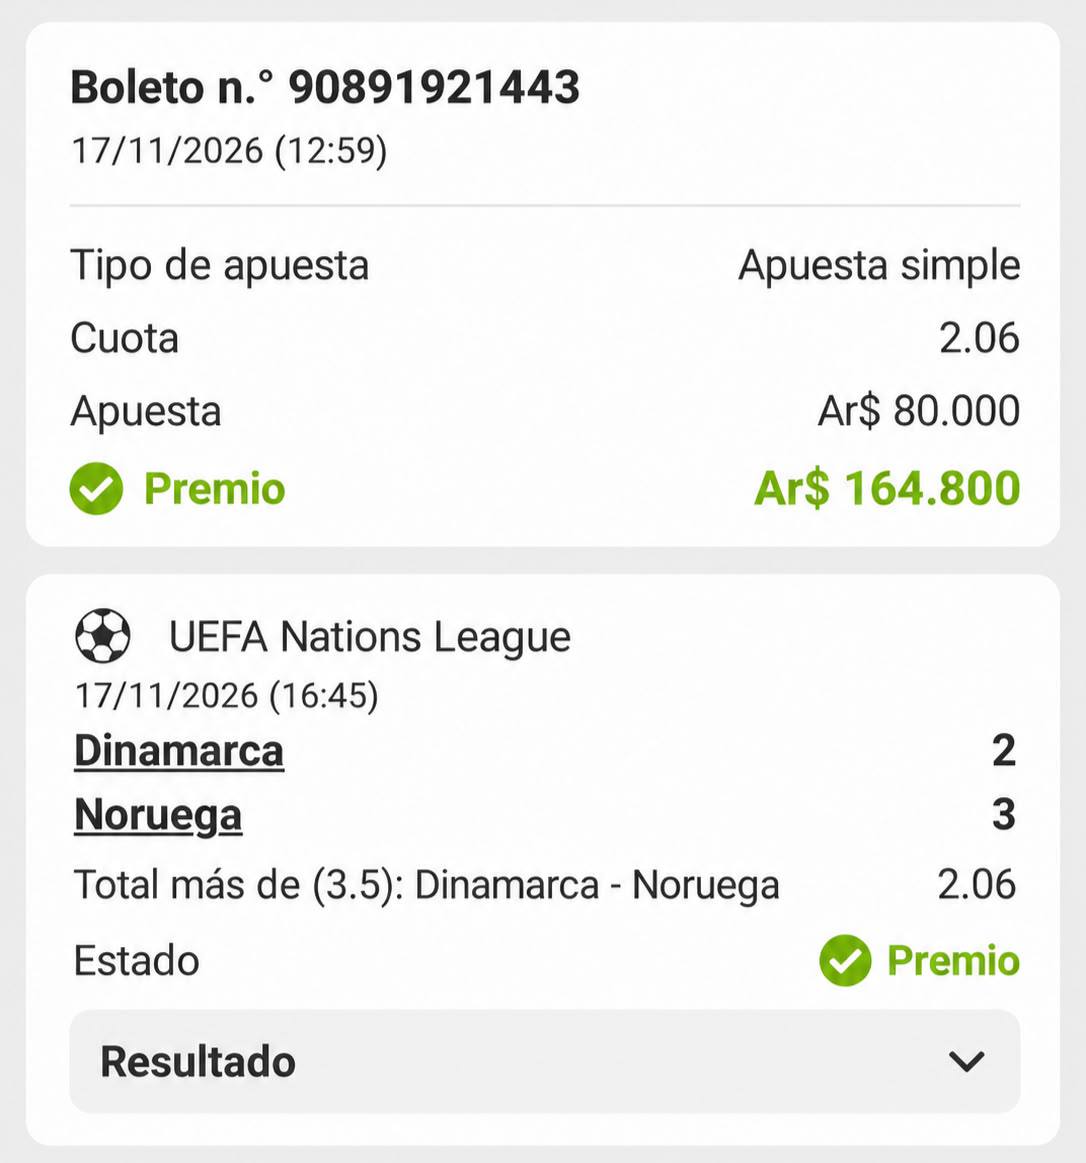 Boleto n.° 90891921443
17/11/2026 (12:59)
Tipo de apuesta Apuesta simple
Cuota 2.06
Apuesta Ar$ 80.000
Premio Ar$ 164.800
UEFA Nations League
17/11/2026 (16:45)
Dinamarca 2
Noruega 3
Total más de (3.5): Dinamarca - Noruega 2.06
Estado Premio
Resultado